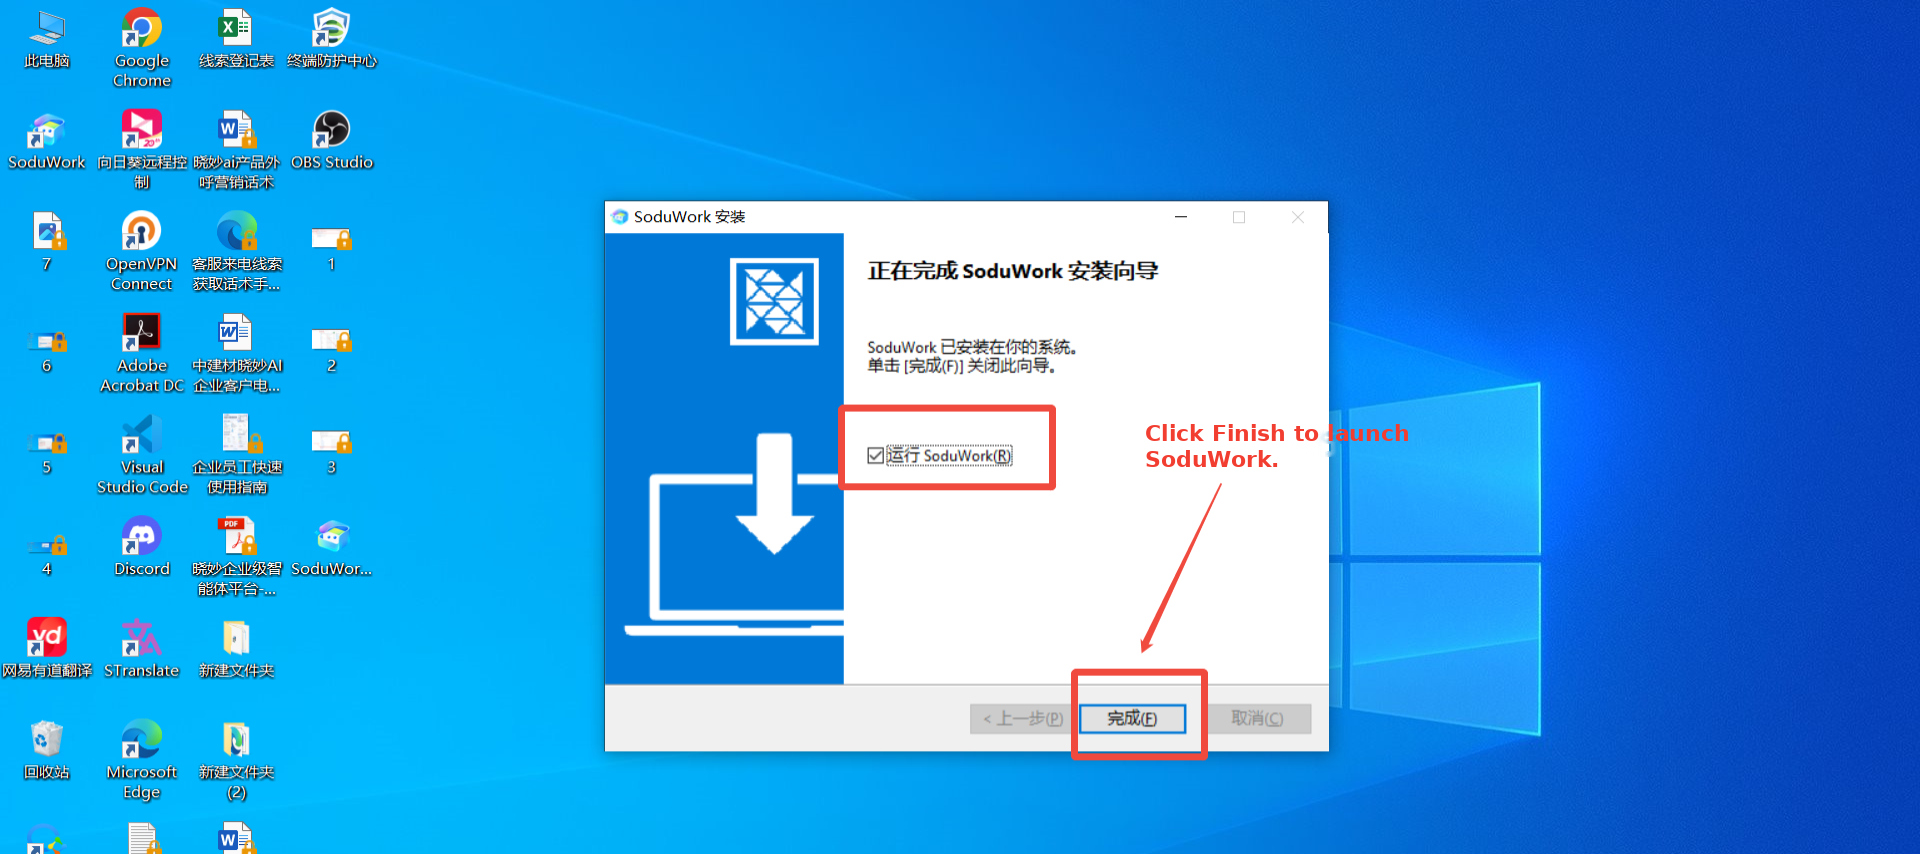 此电脑
Google
Chrome
线索登记表
终端防护中心
SoduWork
向日葵远程控
制
晓妙ai产品外
呼营销话术
OBS Studio
7
OpenVPN
Connect
客服来电线索
获取话术手...
1
6
Adobe
Acrobat DC
中建材晓妙AI
企业客户电...
2
5
Visual
Studio Code
企业员工快速
使用指南
3
4
Discord
PDF
晓妙企业级智
能体平台-...
SoduWor...
yd
网易有道翻译
STranslate
新建文件夹
回收站
Microsoft
Edge
新建文件夹
(2)
SoduWork 安装
正在完成 SoduWork 安装向导
SoduWork 已安装在你的系统。
单击 [完成(F)] 关闭此向导。
运行 SoduWork(R)
Click Finish to launch
SoduWork.
< 上一步(P)
完成(F)
取消(C)